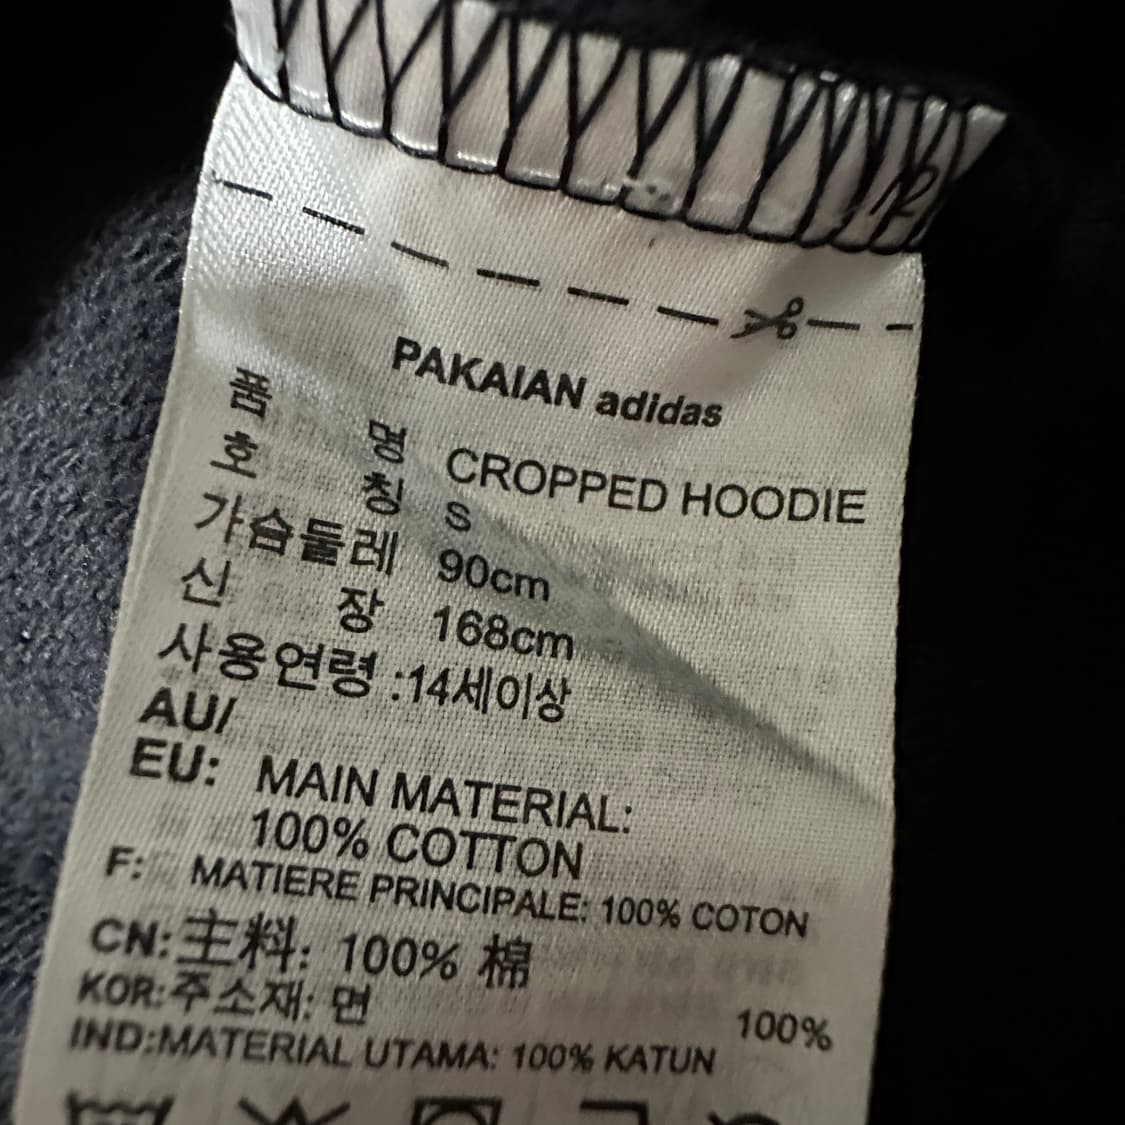 PAKAIAN adidas
품 명 CROPPED HOODIE
호 칭 S
가슴둘레 90cm
신 장 168cm
사용연령 :14세이상
AU/
EU: MAIN MATERIAL:
100% COTTON
F: MATIERE PRINCIPALE: 100% COTON
CN:主料: 100% 棉
KOR:주소재: 면 100%
IND:MATERIAL UTAMA: 100% KATUN